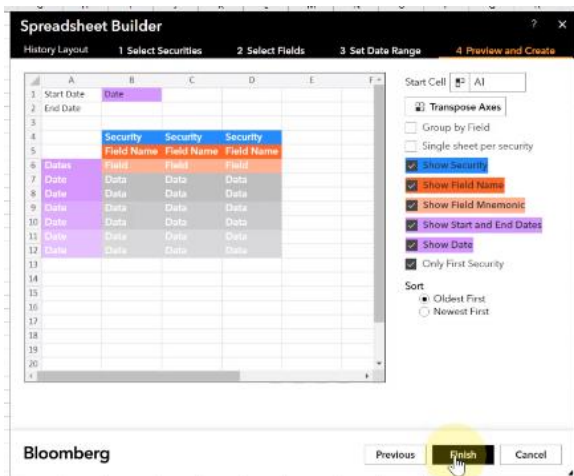 Spreadsheet Builder ? ×
History Layout 1 Select Securities 2 Select Fields 3 Set Date Range 4 Preview and Create
A B C D E F
1 Start Date Date
2 End Date
3
4 Security Security Security
5 Field Name Field Name Field Name
6 Dates Field Field Field
7 Date Data Data Data
8 Date Data Data Data
9 Date Data Data Data
10 Date Data Data Data
11 Date Data Data Data
12 Date Data Data Data
13
14
15
16
17
18
19
20
Start Cell A1
Transpose Axes
Group by Field
Single sheet per security
Show Security
Show Field Name
Show Field Mnemonic
Show Start and End Dates
Show Date
Only First Security
Sort
Oldest First
Newest First
Bloomberg Previous Finish Cancel